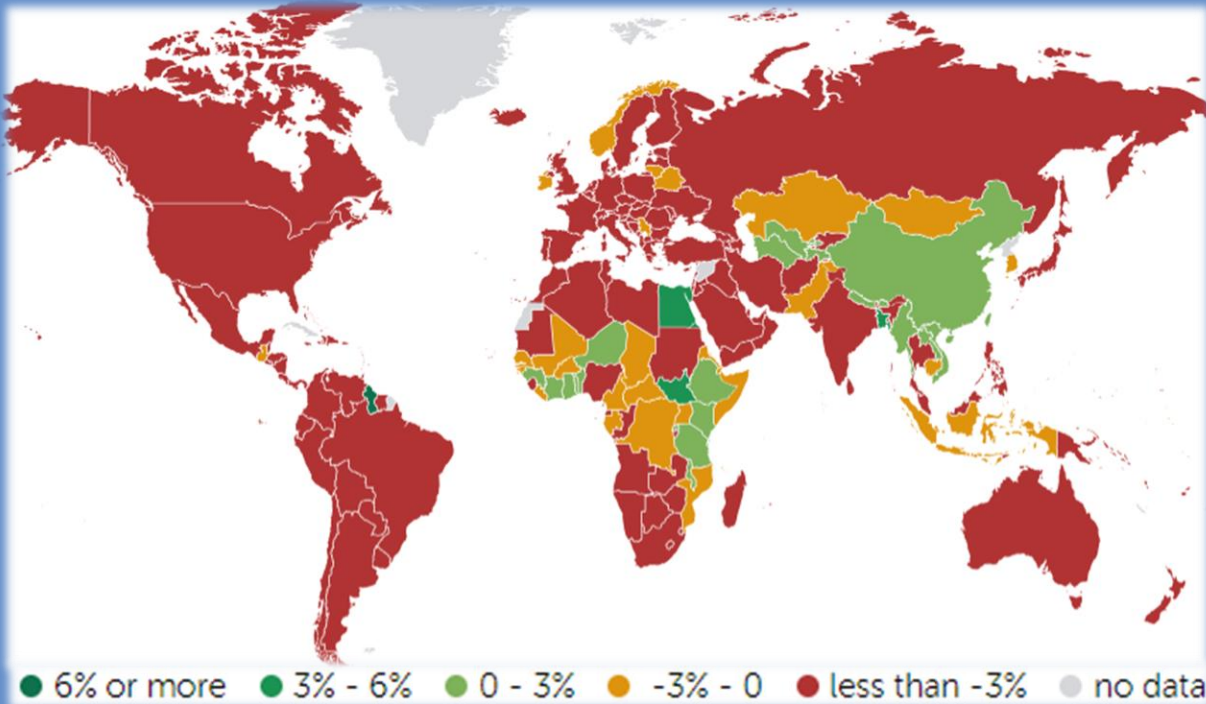 6% or more 3% - 6% 0 - 3% -3% - 0 less than -3% no data